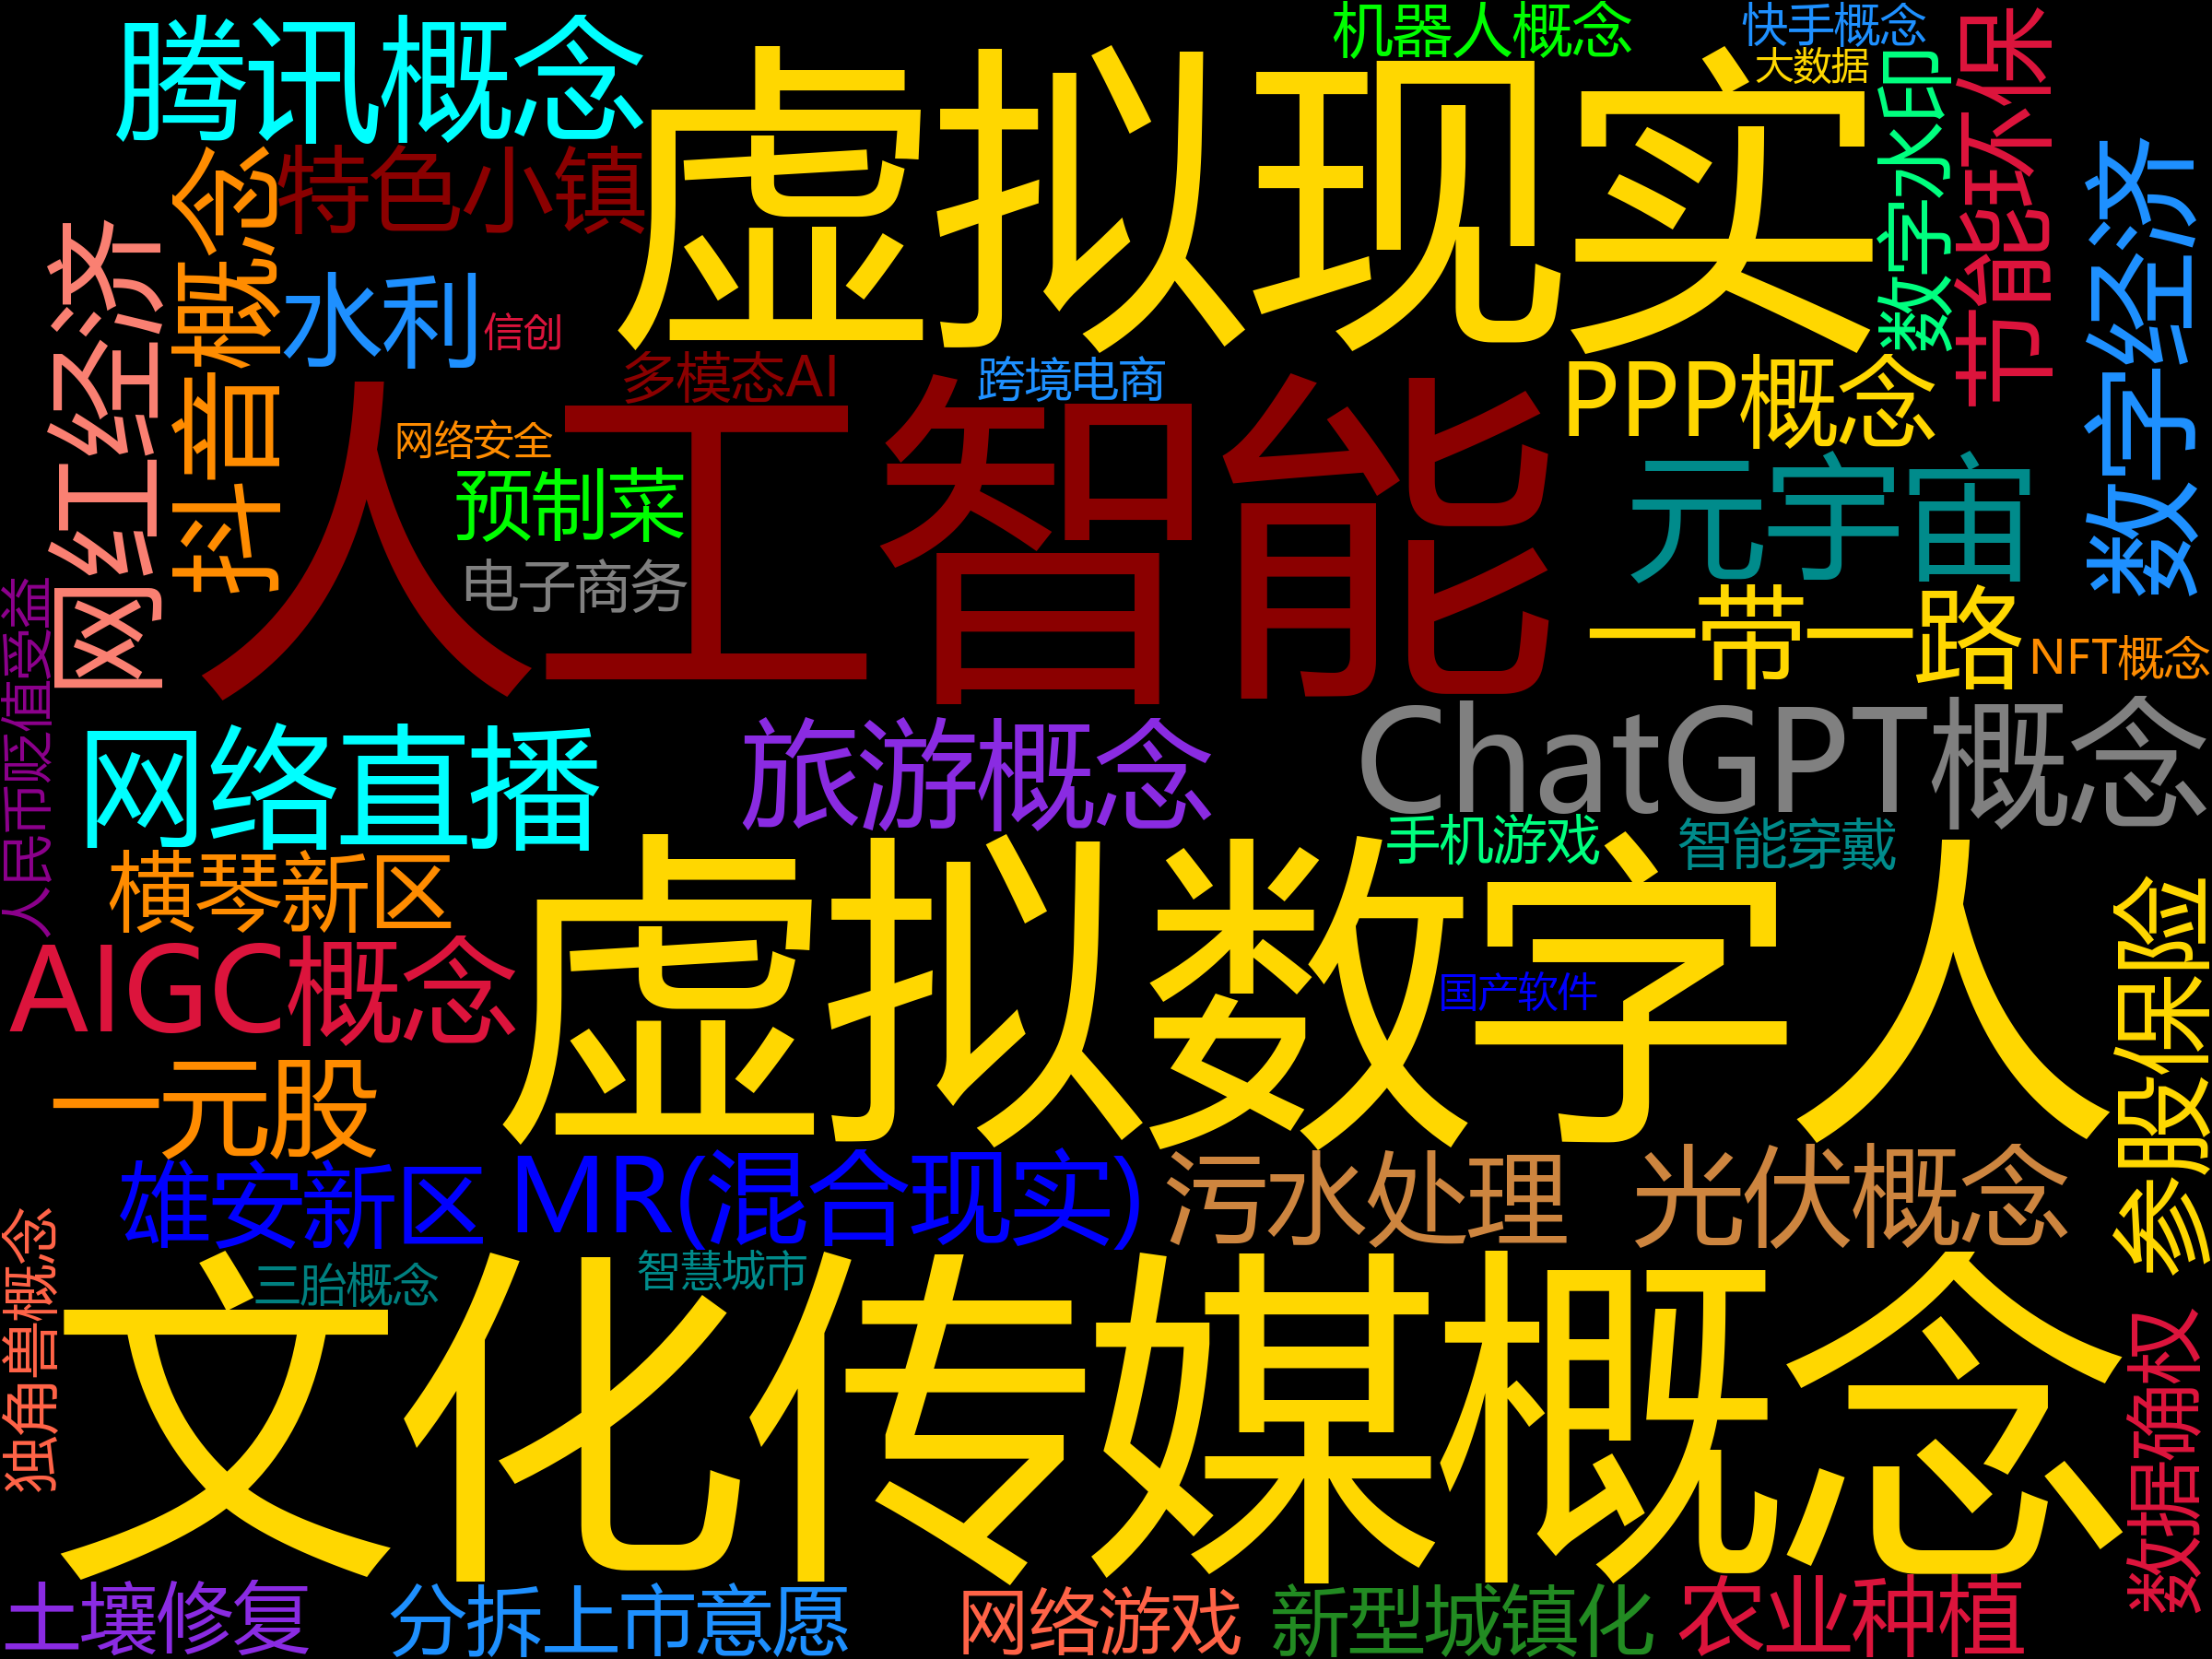 腾讯概念
虚拟现实
机器人概念
快手概念
大数据
数字水印
节能环保
数字经济
特色小镇
抖音概念
网红经济
水利
信创
多模态AI
跨境电商
PPP概念
人工智能
网络安全
预制菜
电子商务
元宇宙
一带一路
NFT概念
人民币贬值受益
网络直播
旅游概念
ChatGPT概念
手机游戏
智能穿戴
横琴新区
虚拟数字人
AIGC概念
国产软件
参股保险
一元股
雄安新区
MR(混合现实)
污水处理
光伏概念
独角兽概念
三胎概念
智慧城市
文化传媒概念
数据确权
土壤修复
分拆上市意愿
网络游戏
新型城镇化
农业种植